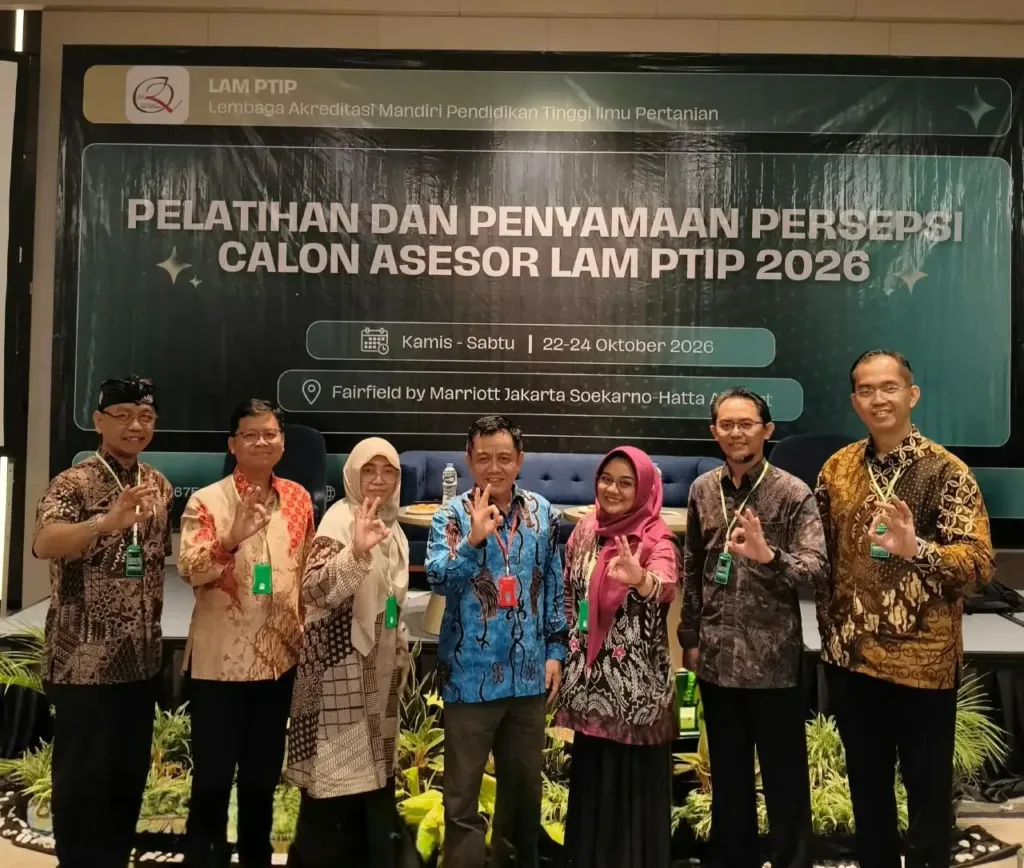 LAM PTIP
Lembaga Akreditasi Mandiri Pendidikan Tinggi Ilmu Pertanian
PELATIHAN DAN PENYAMAAN PERSEPSI
CALON ASESOR LAM PTIP 2026
Kamis - Sabtu | 22-24 Oktober 2026
Fairfield by Marriott Jakarta Soekarno-Hatta